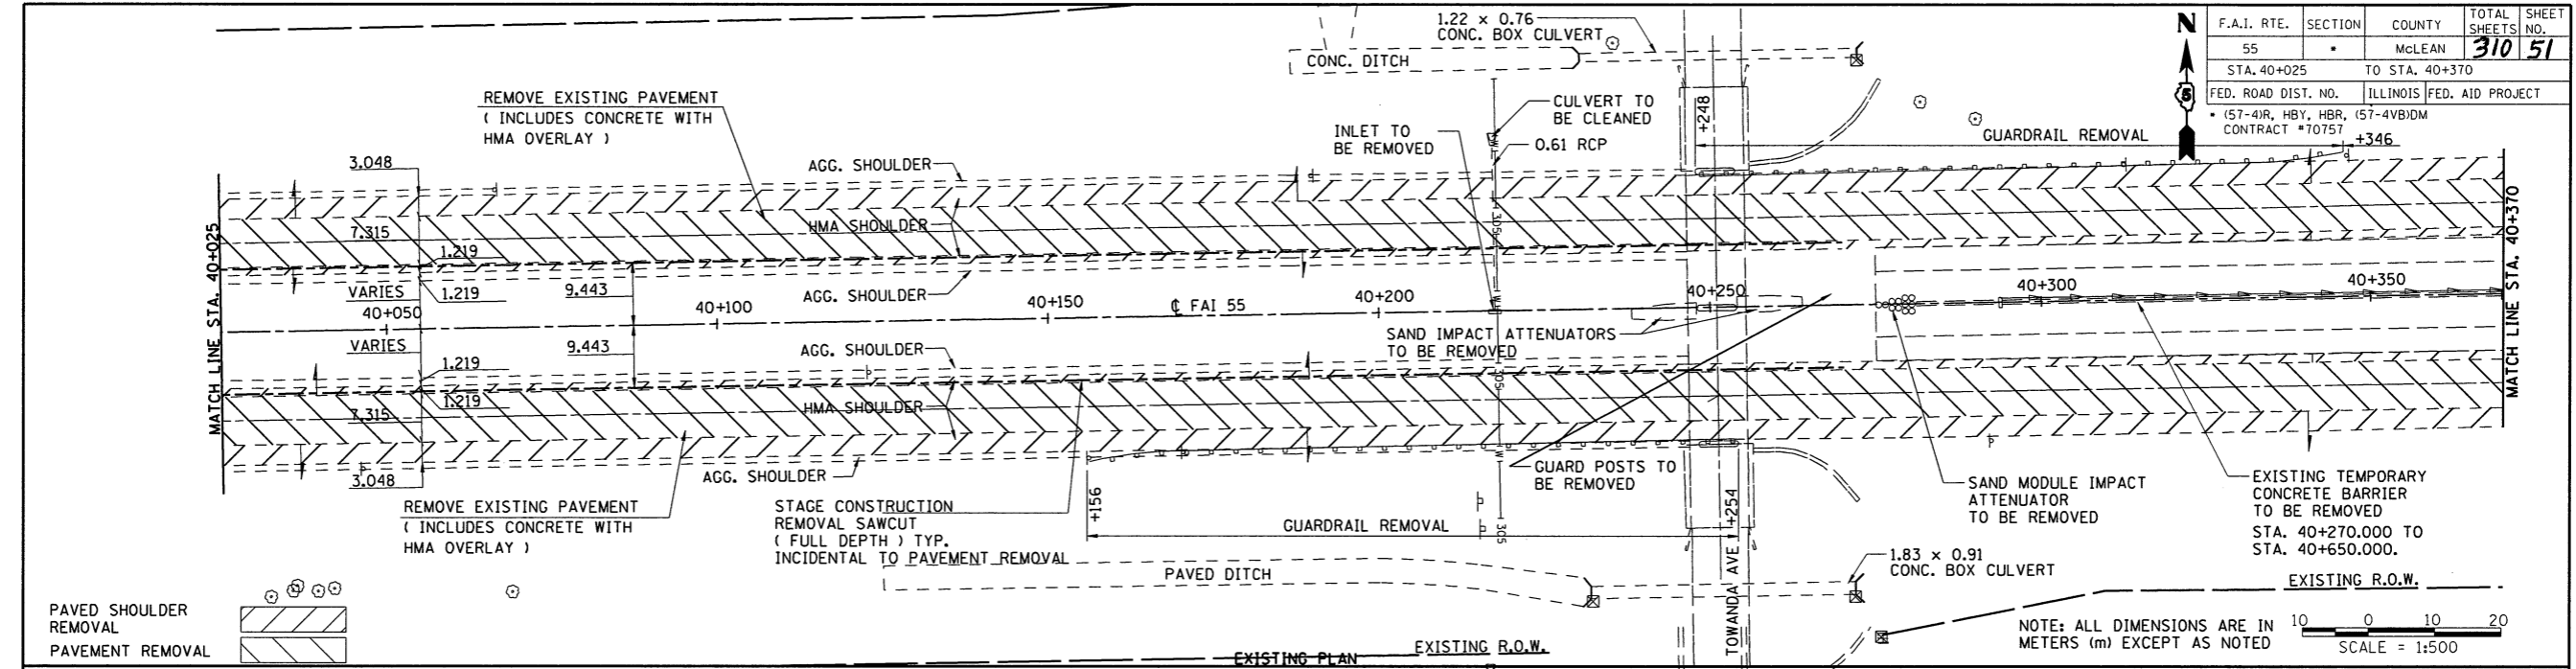 1.22 × 0.76
CONC. BOX CULVERT
CONC. DITCH
F.A.I. RTE.
SECTION
COUNTY
TOTAL SHEETS
SHEET NO.
55
*
McLEAN
310
51
STA. 40+025 TO STA. 40+370
FED. ROAD DIST. NO.
ILLINOIS
FED. AID PROJECT
* (57-4)R, HBY, HBR, (57-4VB)DM
CONTRACT #70757
N
REMOVE EXISTING PAVEMENT
( INCLUDES CONCRETE WITH
HMA OVERLAY )
CULVERT TO
BE CLEANED
INLET TO
BE REMOVED
0.61 RCP
+248
GUARDRAIL REMOVAL
+346
3.048
AGG. SHOULDER
HMA SHOULDER
7.315
1.219
1.219
VARIES
9.443
AGG. SHOULDER
40+050
40+100
40+150
℄ FAI 55
40+200
40+250
40+300
40+350
MATCH LINE STA. 40+025
MATCH LINE STA. 40+370
SAND IMPACT ATTENUATORS
TO BE REMOVED
VARIES
9.443
AGG. SHOULDER
1.219
1.219
7.315
HMA SHOULDER
3.048
AGG. SHOULDER
305
305
305
REMOVE EXISTING PAVEMENT
( INCLUDES CONCRETE WITH
HMA OVERLAY )
STAGE CONSTRUCTION
REMOVAL SAWCUT
( FULL DEPTH ) TYP.
INCIDENTAL TO PAVEMENT REMOVAL
+156
GUARDRAIL REMOVAL
+254
GUARD POSTS TO
BE REMOVED
SAND MODULE IMPACT
ATTENUATOR
TO BE REMOVED
EXISTING TEMPORARY
CONCRETE BARRIER
TO BE REMOVED
STA. 40+270.000 TO
STA. 40+650.000.
PAVED DITCH
TOWANDA AVE
1.83 × 0.91
CONC. BOX CULVERT
EXISTING R.O.W.
PAVED SHOULDER
REMOVAL
PAVEMENT REMOVAL
EXISTING PLAN
EXISTING R.O.W.
NOTE: ALL DIMENSIONS ARE IN
METERS (m) EXCEPT AS NOTED
10 0 10 20
SCALE = 1:500